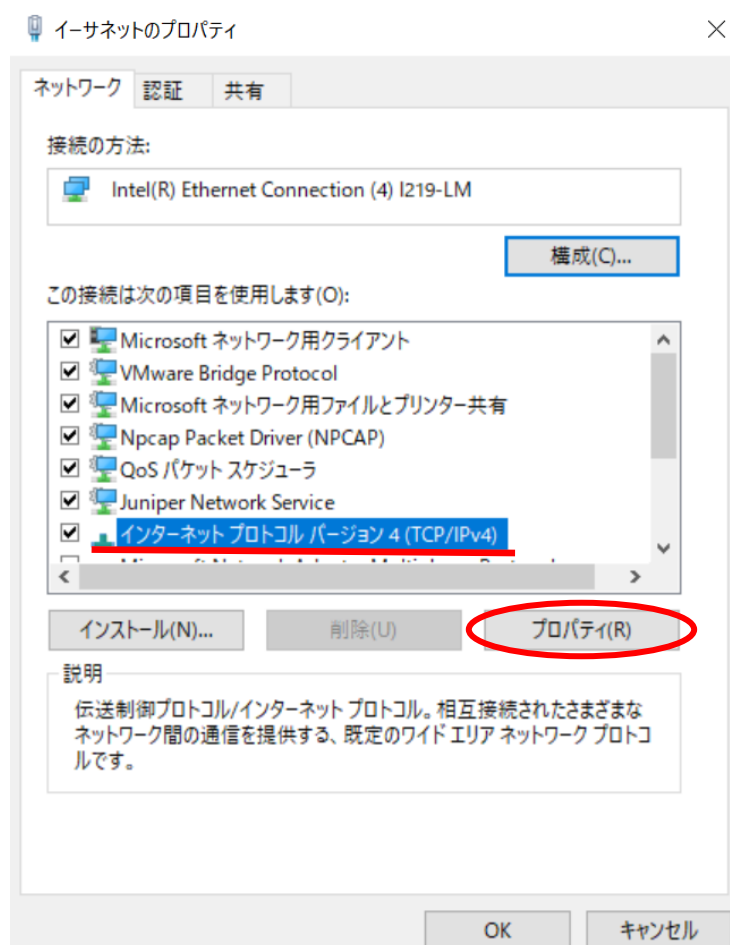 イーサネットのプロパティ
ネットワーク 認証 共有
接続の方法:
Intel(R) Ethernet Connection (4) I219-LM
構成(C)...
この接続は次の項目を使用します(O):
Microsoft ネットワーク用クライアント
VMware Bridge Protocol
Microsoft ネットワーク用ファイルとプリンター共有
Npcap Packet Driver (NPCAP)
QoS パケット スケジューラ
Juniper Network Service
インターネット プロトコル バージョン 4 (TCP/IPv4)
インストール(N)... 削除(U) プロパティ(R)
説明
伝送制御プロトコル/インターネット プロトコル。相互接続されたさまざまな
ネットワーク間の通信を提供する、既定のワイド エリア ネットワーク プロトコ
ルです。
OK キャンセル